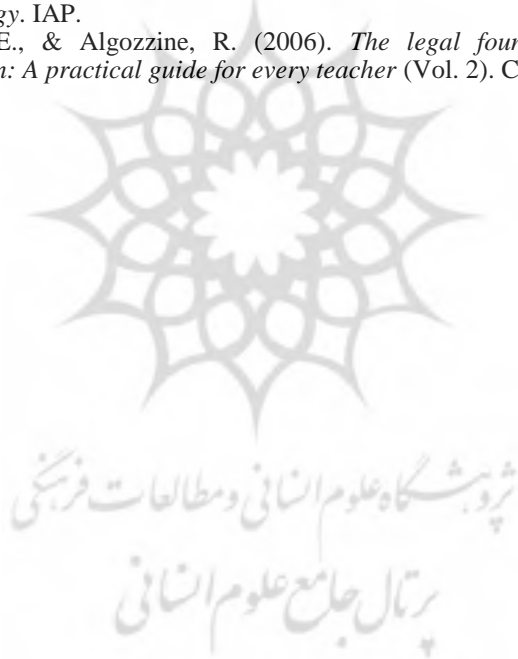 gy. IAP.
E., & Algozzine, R. (2006). The legal four
n: A practical guide for every teacher (Vol. 2). C
پژوهشگاه علوم انسانی و مطالعات فرهنگی
پرتال جامع علوم انسانی